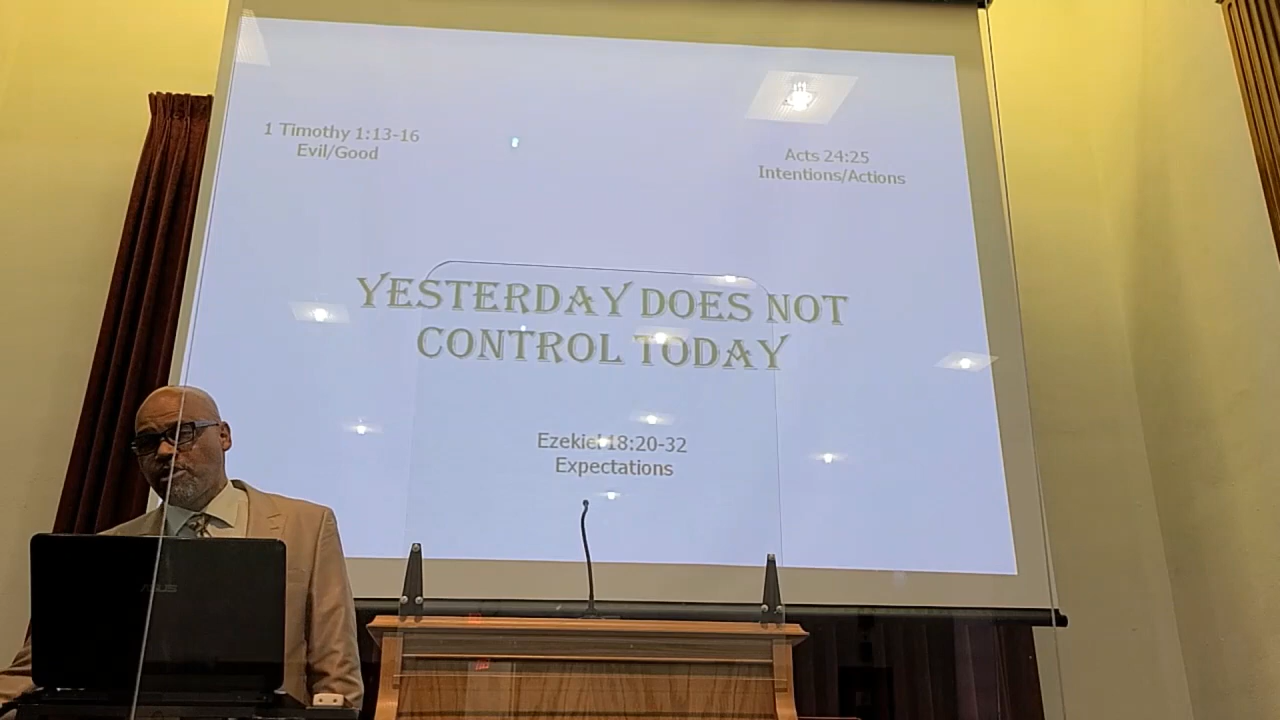 1 Timothy 1:13-16
Evil/Good
Acts 24:25
Intentions/Actions
YESTERDAY DOES NOT
CONTROL TODAY
Ezekiel 18:20-32
Expectations
ASUS